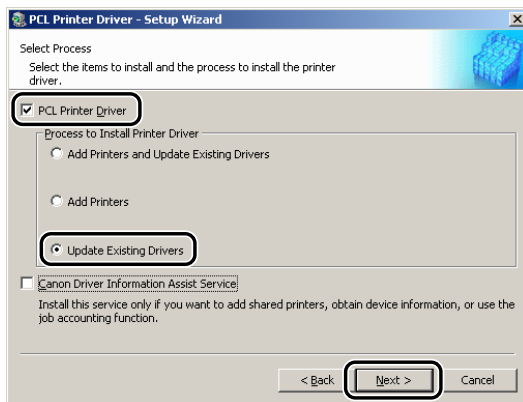 PCL Printer Driver - Setup Wizard
Select Process
Select the items to install and the process to install the printer
driver.
PCL Printer Driver
Process to Install Printer Driver
Add Printers and Update Existing Drivers
Add Printers
Update Existing Drivers
Canon Driver Information Assist Service
Install this service only if you want to add shared printers, obtain device information, or use the
job accounting function.
< Back Next > Cancel